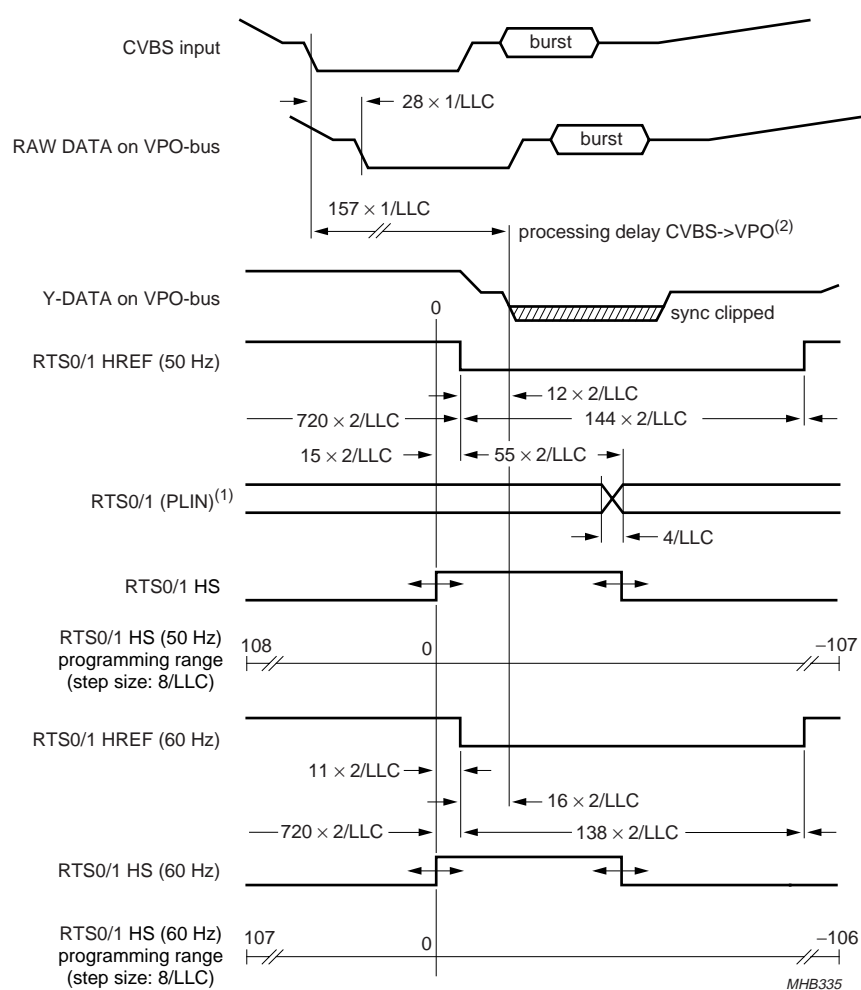 CVBS input
burst
28 × 1/LLC
RAW DATA on VPO-bus
burst
157 × 1/LLC
processing delay CVBS->VPO(2)
Y-DATA on VPO-bus
0
sync clipped
RTS0/1 HREF (50 Hz)
12 × 2/LLC
720 × 2/LLC
144 × 2/LLC
15 × 2/LLC
55 × 2/LLC
RTS0/1 (PLIN)(1)
4/LLC
RTS0/1 HS
RTS0/1 HS (50 Hz)
programming range
(step size: 8/LLC)
108
0
−107
RTS0/1 HREF (60 Hz)
11 × 2/LLC
16 × 2/LLC
720 × 2/LLC
138 × 2/LLC
RTS0/1 HS (60 Hz)
RTS0/1 HS (60 Hz)
programming range
(step size: 8/LLC)
107
0
−106
MHB335